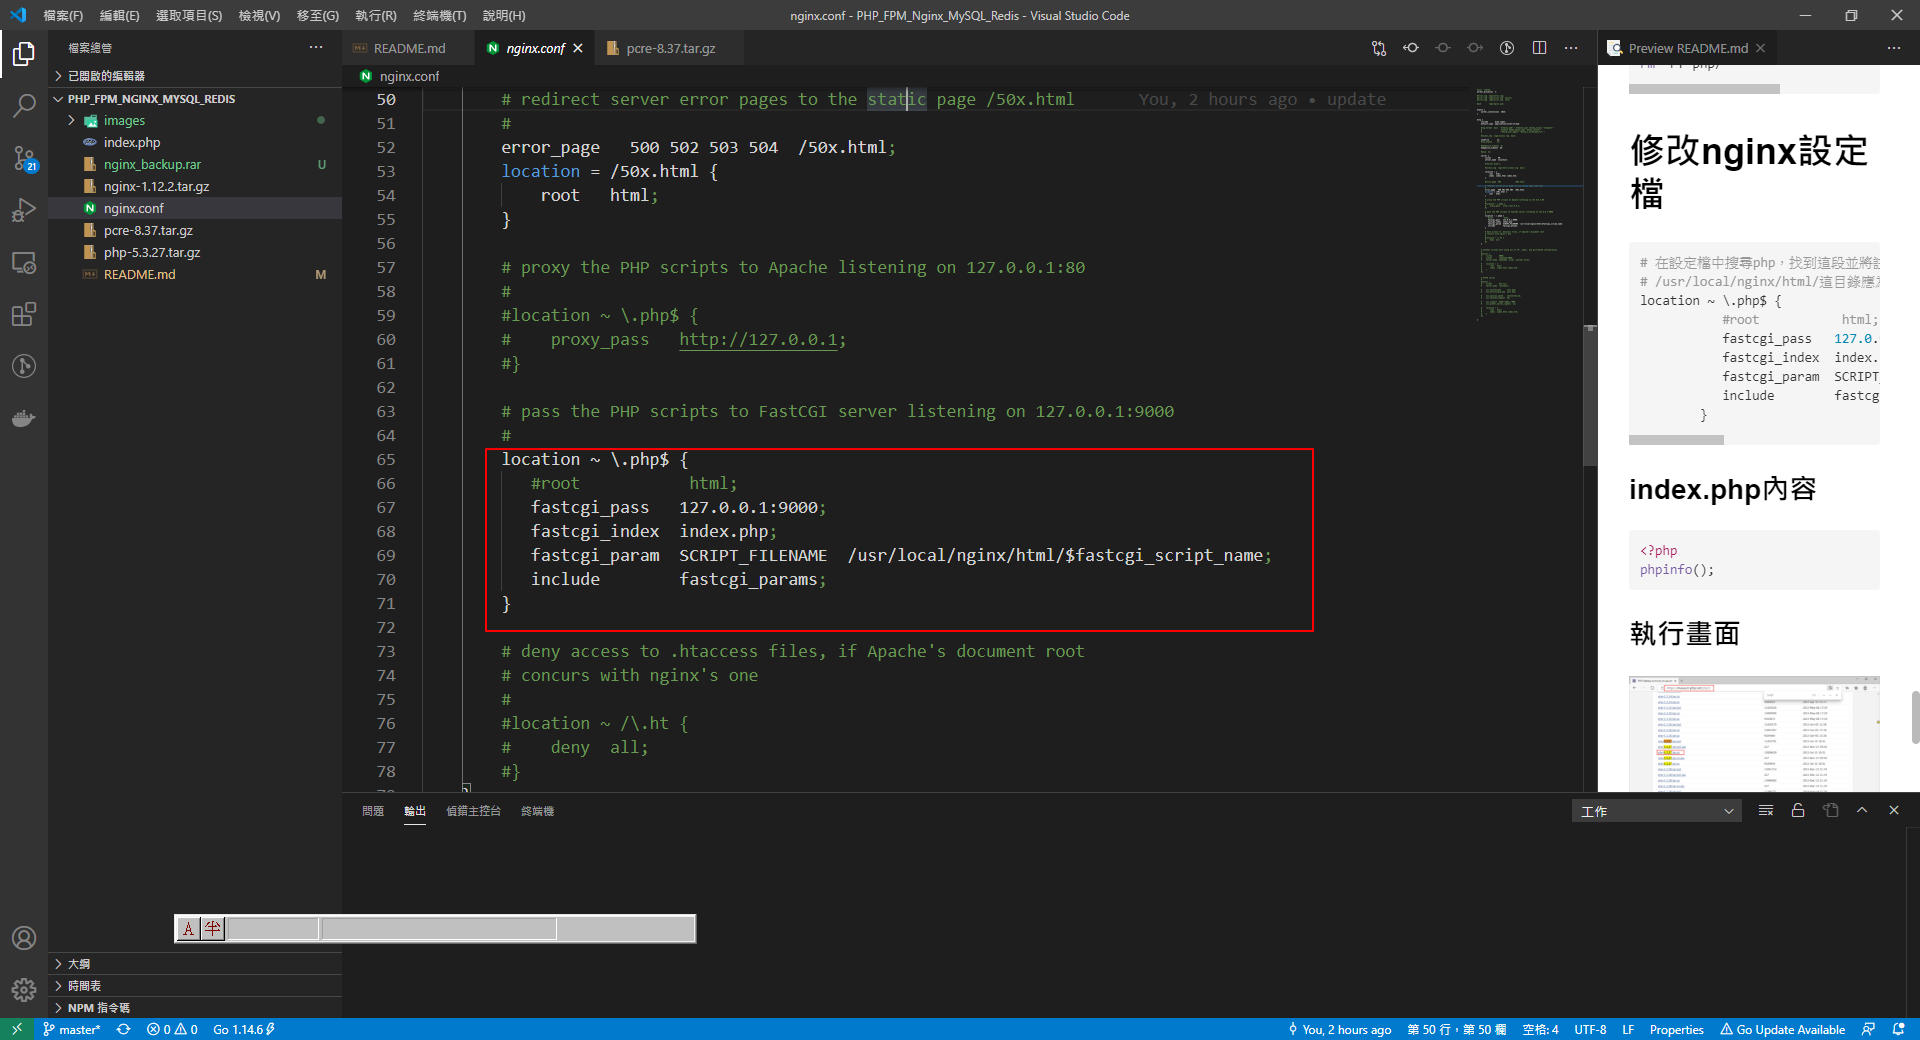 檔案(F) 編輯(E) 選取項目(S) 檢視(V) 移至(G) 執行(R) 終端機(T) 說明(H)
nginx.conf - PHP_FPM_Nginx_MySQL_Redis - Visual Studio Code
檔案總管
已開啟的編輯器
PHP_FPM_NGINX_MYSQL_REDIS
images
index.php
nginx_backup.rar U
nginx-1.12.2.tar.gz
nginx.conf
pcre-8.37.tar.gz
php-5.3.27.tar.gz
README.md M
21
大綱
時間表
NPM 指令碼
README.md
nginx.conf
pcre-8.37.tar.gz
nginx.conf
50 # redirect server error pages to the static page /50x.html You, 2 hours ago • update
51 #
52 error_page   500 502 503 504  /50x.html;
53 location = /50x.html {
54     root   html;
55 }
56
57 # proxy the PHP scripts to Apache listening on 127.0.0.1:80
58 #
59 #location ~ \.php$ {
60 #    proxy_pass   http://127.0.0.1;
61 #}
62
63 # pass the PHP scripts to FastCGI server listening on 127.0.0.1:9000
64 #
65 location ~ \.php$ {
66    #root           html;
67    fastcgi_pass   127.0.0.1:9000;
68    fastcgi_index  index.php;
69    fastcgi_param  SCRIPT_FILENAME  /usr/local/nginx/html/$fastcgi_script_name;
70    include        fastcgi_params;
71 }
72
73 # deny access to .htaccess files, if Apache's document root
74 # concurs with nginx's one
75 #
76 #location ~ /\.ht {
77 #    deny  all;
78 #}
Preview README.md
修改nginx設定
檔
# 在設定檔中搜尋php，找到這段並將
# /usr/local/nginx/html/這目錄應
location ~ \.php$ {
#root           html;
fastcgi_pass   127.0.
fastcgi_index  index.
fastcgi_param  SCRIPT_
include        fastcg
}
index.php內容
<?php
phpinfo();
執行畫面
問題 輸出 偵錯主控台 終端機
工作
A 半
master* 0 0 Go 1.14.6
You, 2 hours ago 第 50 行，第 50 欄 空格: 4 UTF-8 LF Properties Go Update Available